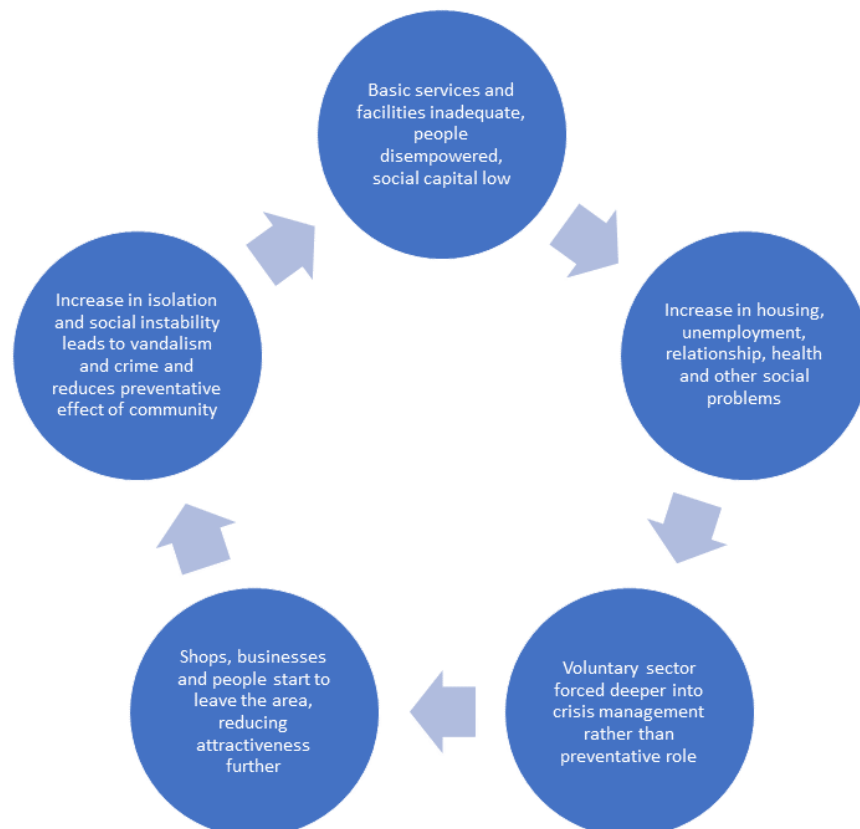 Basic services and
facilities inadequate,
people
disempowered,
social capital low
Increase in housing,
unemployment,
relationship, health
and other social
problems
Voluntary sector
forced deeper into
crisis management
rather than
preventative role
Shops, businesses
and people start to
leave the area,
reducing
attractiveness
further
Increase in isolation
and social instability
leads to vandalism
and crime and
reduces preventative
effect of community